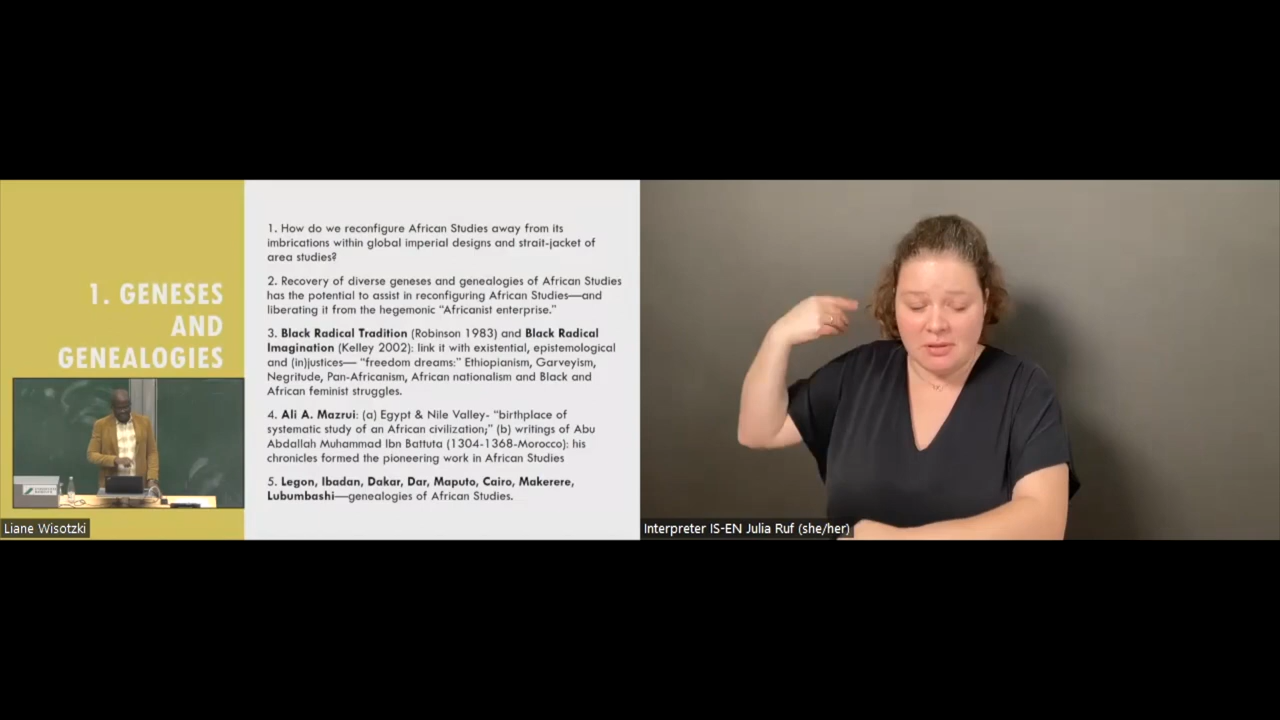 1. GENESES
AND
GENEALOGIES
1. How do we reconfigure African Studies away from its
imbrications within global imperial designs and strait-jacket of
area studies?
2. Recovery of diverse geneses and genealogies of African Studies
has the potential to assist in reconfiguring African Studies—and
liberating it from the hegemonic “Africanist enterprise.”
3. Black Radical Tradition (Robinson 1983) and Black Radical
Imagination (Kelley 2002): link it with existential, epistemological
and (in)justices— “freedom dreams:” Ethiopianism, Garveyism,
Negritude, Pan-Africanism, African nationalism and Black and
African feminist struggles.
4. Ali A. Mazrui: (a) Egypt & Nile Valley- “birthplace of
systematic study of an African civilization;” (b) writings of Abu
Abdallah Muhammad Ibn Battuta (1304-1368-Morocco): his
chronicles formed the pioneering work in African Studies
5. Legon, Ibadan, Dakar, Dar, Maputo, Cairo, Makerere,
Lubumbashi—genealogies of African Studies.
Liane Wisotzki
Interpreter IS-EN Julia Ruf (she/her)